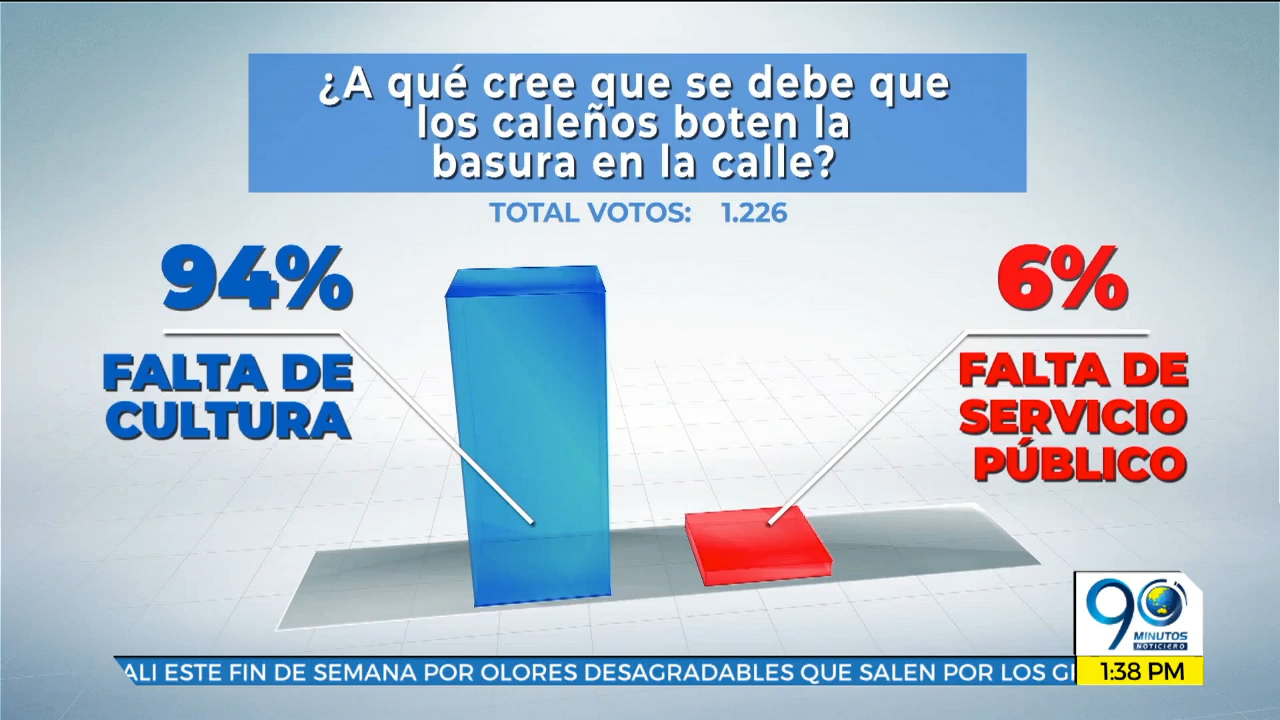 ¿A qué cree que se debe que
los caleños boten la
basura en la calle?
TOTAL VOTOS: 1.226
94%
FALTA DE
CULTURA
6%
FALTA DE
SERVICIO
PÚBLICO
90
MINUTOS
NOTICIERO
ALI ESTE FIN DE SEMANA POR OLORES DESAGRADABLES QUE SALEN POR LOS
1:38 PM